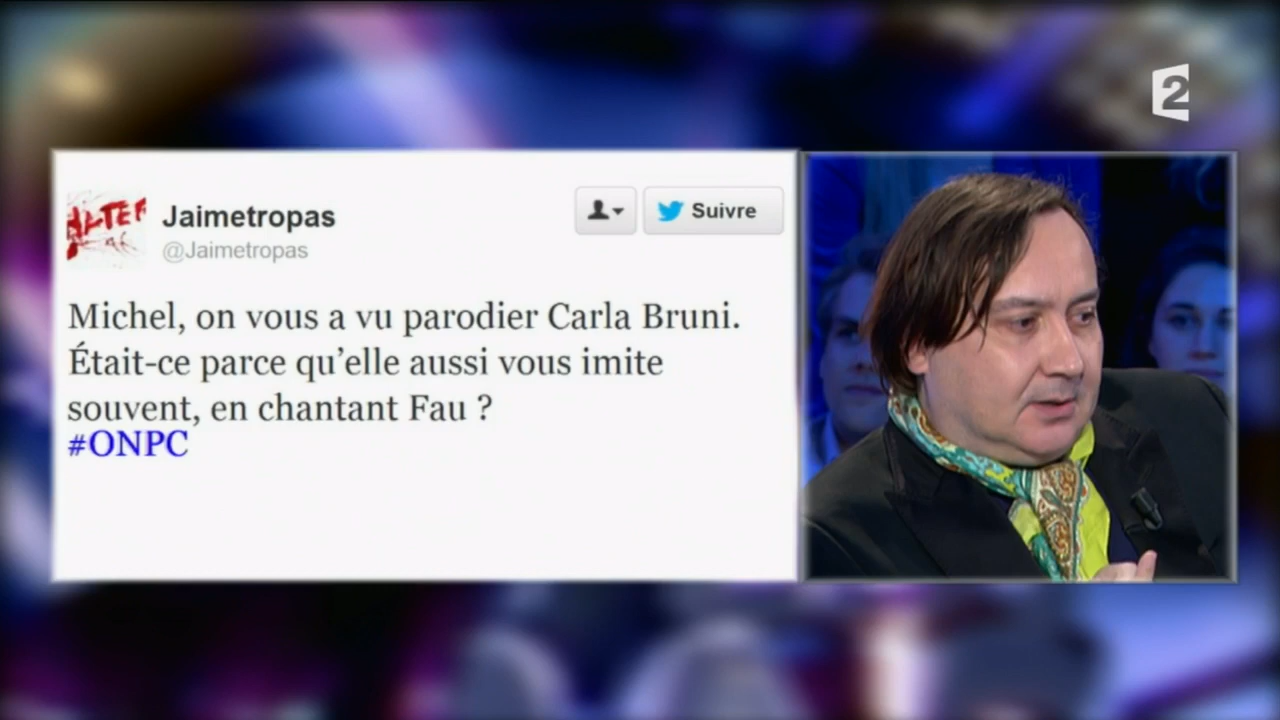 2
ALTER
Jaimetropas
Suivre
@Jaimetropas
Michel, on vous a vu parodier Carla Bruni.
Était-ce parce qu’elle aussi vous imite
souvent, en chantant Fau ?
#ONPC